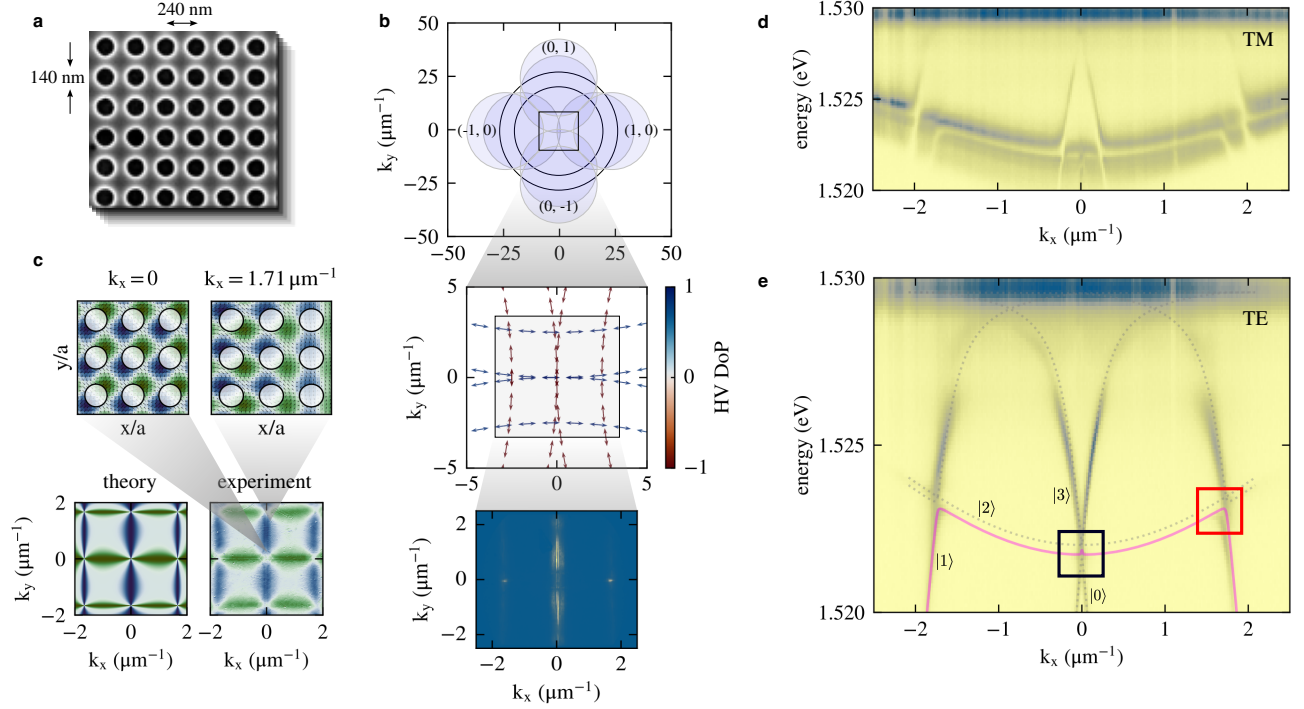 a
240 nm
140 nm
b
50
25
0
−25
−50
k_y (μm⁻¹)
(0, 1)
(-1, 0)
(1, 0)
(0, -1)
−50
−25
0
25
50
5
0
−5
k_y (μm⁻¹)
−5
0
5
1
0
−1
HV DoP
2
0
−2
k_y (μm⁻¹)
−2
0
2
k_x (μm⁻¹)
c
k_x = 0
k_x = 1.71 μm⁻¹
y/a
x/a
x/a
theory
experiment
2
0
−2
k_y (μm⁻¹)
−2
0
2
−2
0
2
k_x (μm⁻¹)
k_x (μm⁻¹)
d
1.530
1.525
1.520
energy (eV)
TM
−2
−1
0
1
2
k_x (μm⁻¹)
e
1.530
1.525
1.520
energy (eV)
TE
|3⟩
|2⟩
|1⟩
|0⟩
−2
−1
0
1
2
k_x (μm⁻¹)